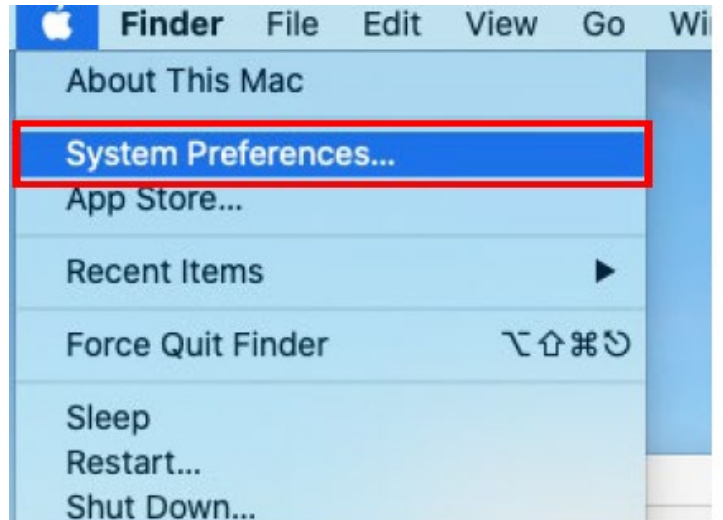 Finder File Edit View Go Wi
About This Mac
System Preferences...
App Store...
Recent Items ▶
Force Quit Finder ⌥⇧⌘⎋
Sleep
Restart...
Shut Down...